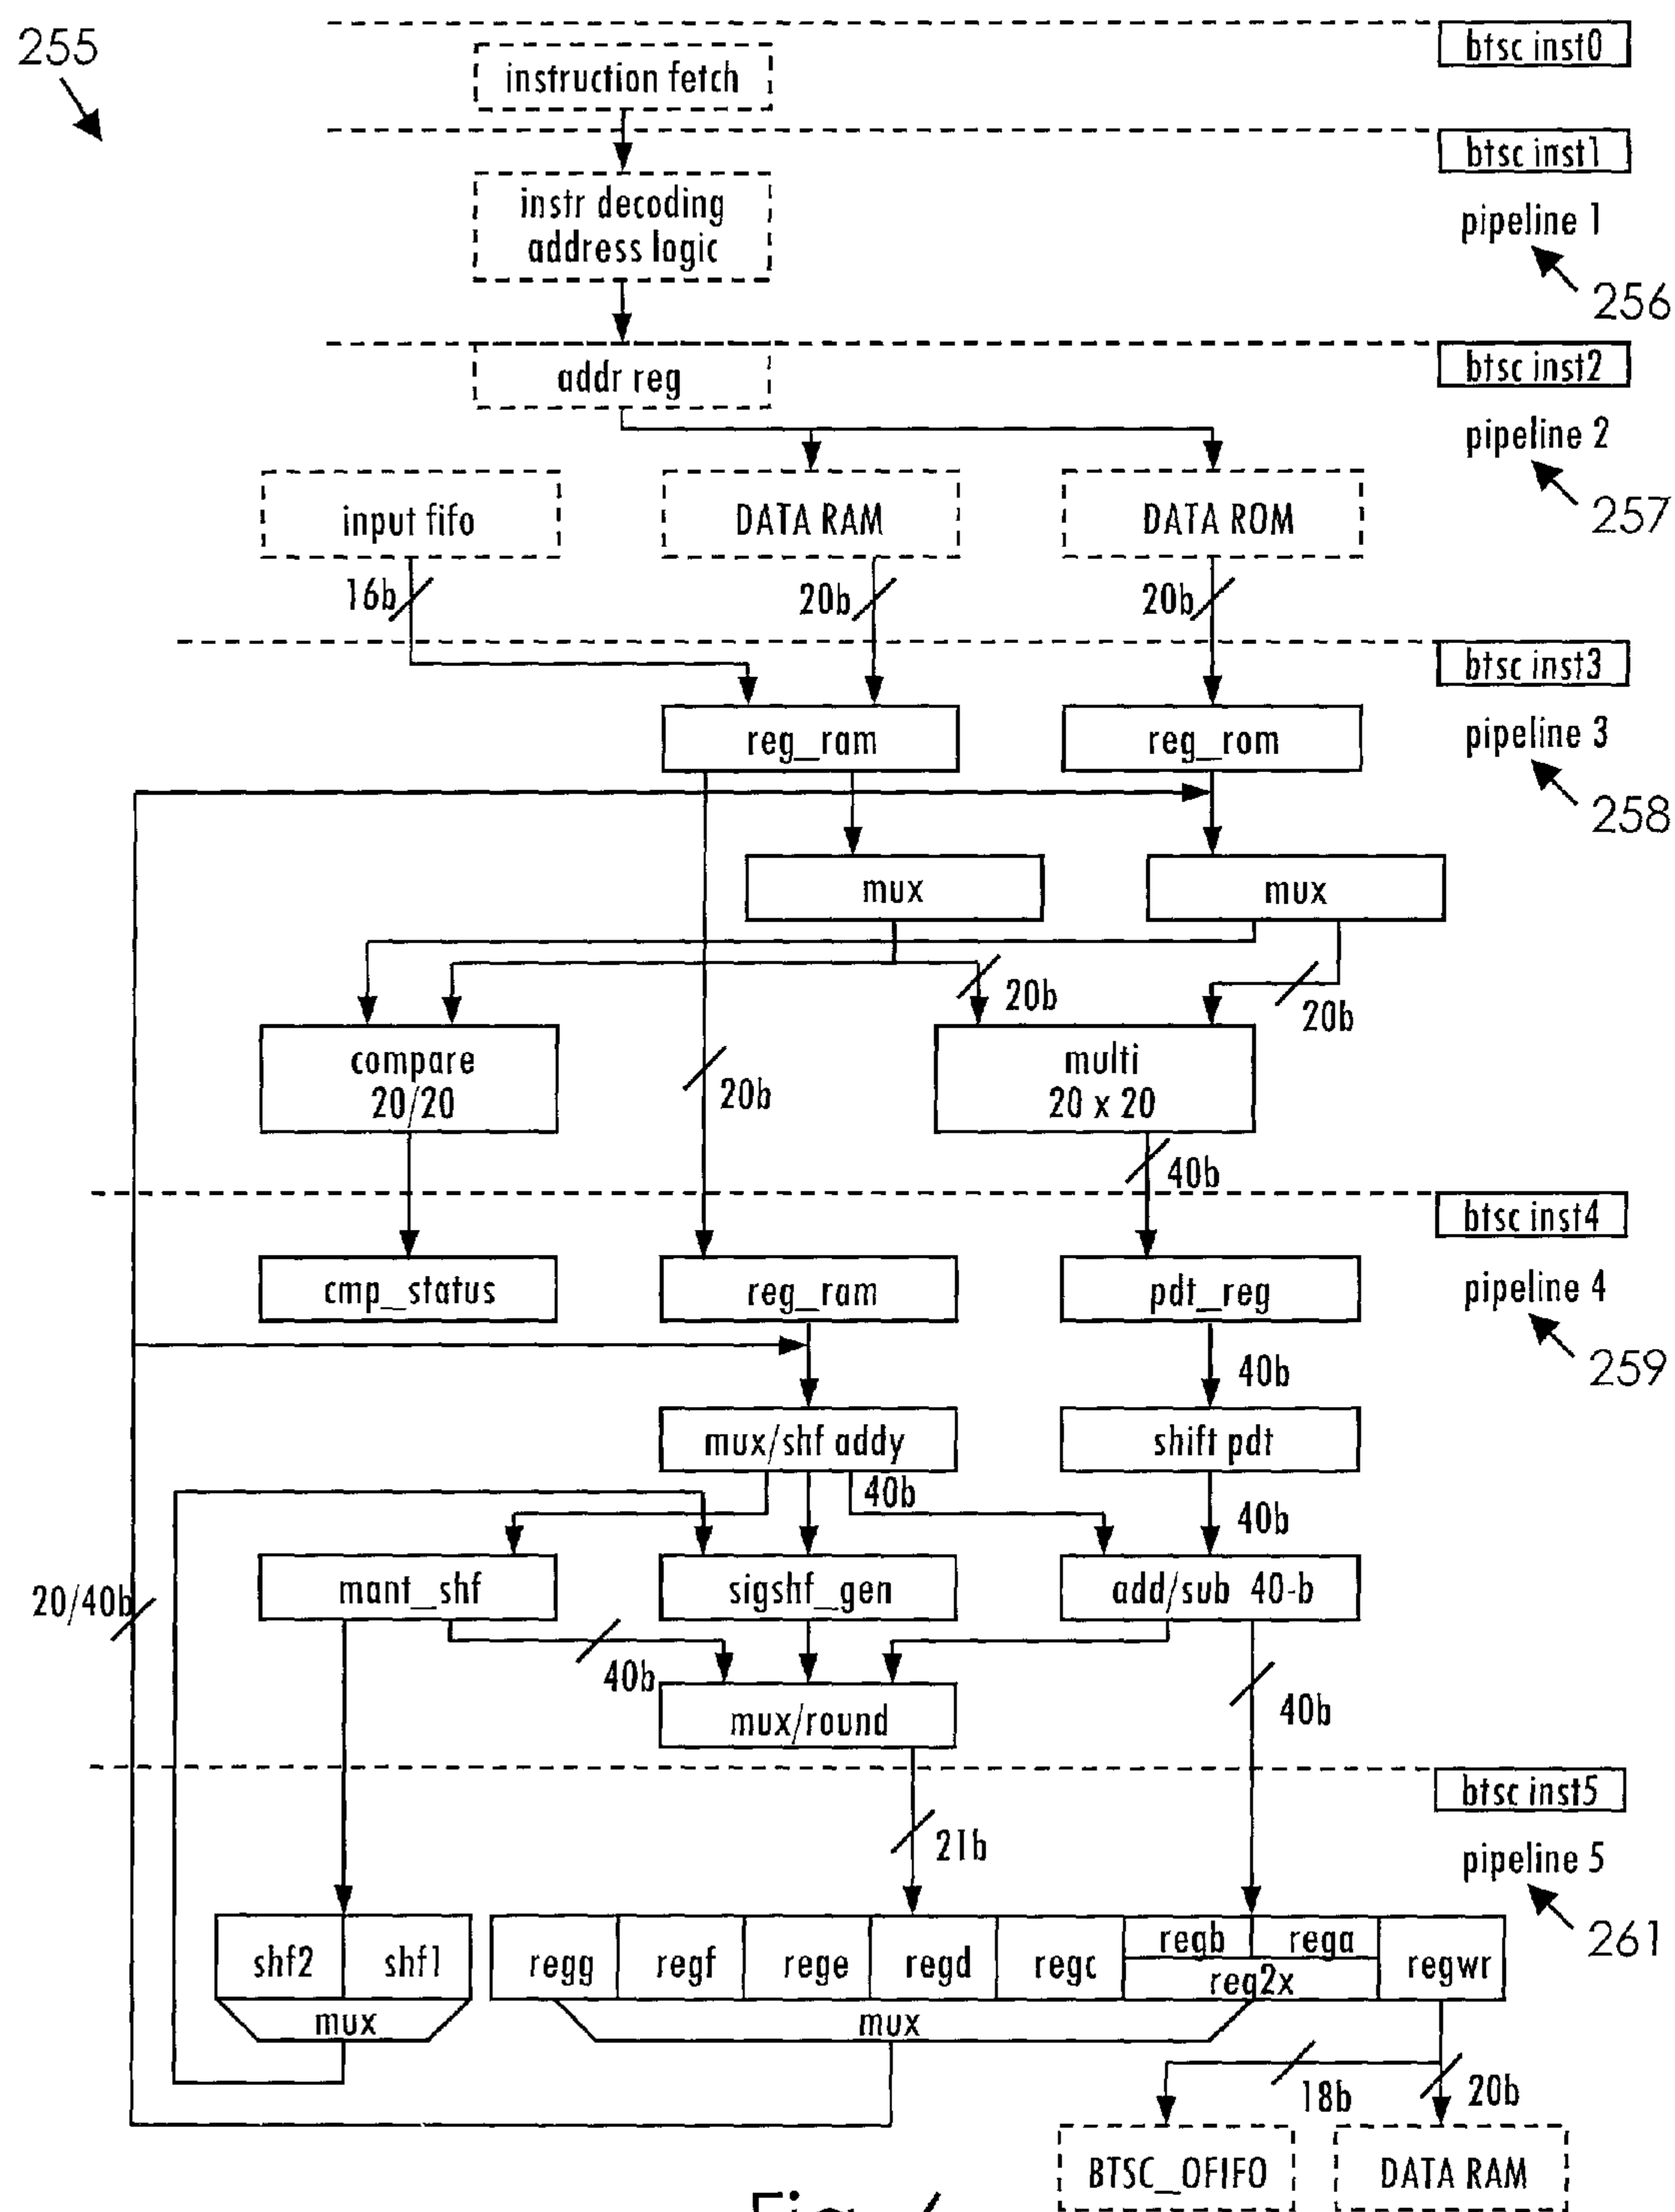 255
btsc inst0
instruction fetch
btsc inst1
instr decoding
address logic
pipeline 1
256
btsc inst2
addr reg
pipeline 2
257
input fifo
DATA RAM
DATA ROM
16b
20b
20b
btsc inst3
reg_ram
reg_rom
pipeline 3
258
mux
mux
20b
20b
compare
20/20
multi
20 x 20
20b
40b
btsc inst4
cmp_status
reg_ram
pdt_reg
pipeline 4
259
40b
mux/shf addy
shift pdt
40b
40b
mant_shf
sigshf_gen
add/sub 40-b
20/40b
40b
mux/round
40b
btsc inst5
21b
pipeline 5
261
shf2
shf1
regg
regf
rege
regd
regc
regb
rega
reg2x
regwr
mux
mux
18b
20b
BTSC_OFIFO
DATA RAM